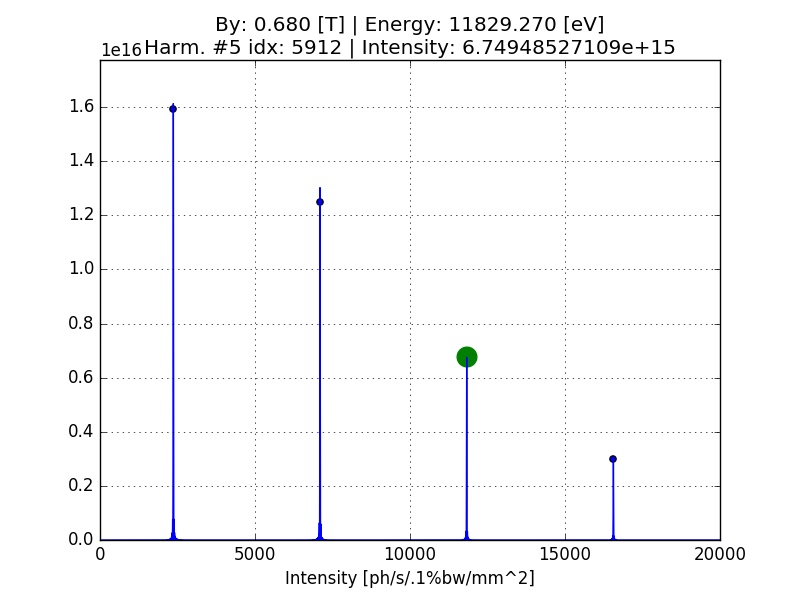 By: 0.680 [T] | Energy: 11829.270 [eV]
1e16 Harm. #5 idx: 5912 | Intensity: 6.74948527109e+15
1.6
1.4
1.2
1.0
0.8
0.6
0.4
0.2
0.0
0 5000 10000 15000 20000
Intensity [ph/s/.1%bw/mm^2]